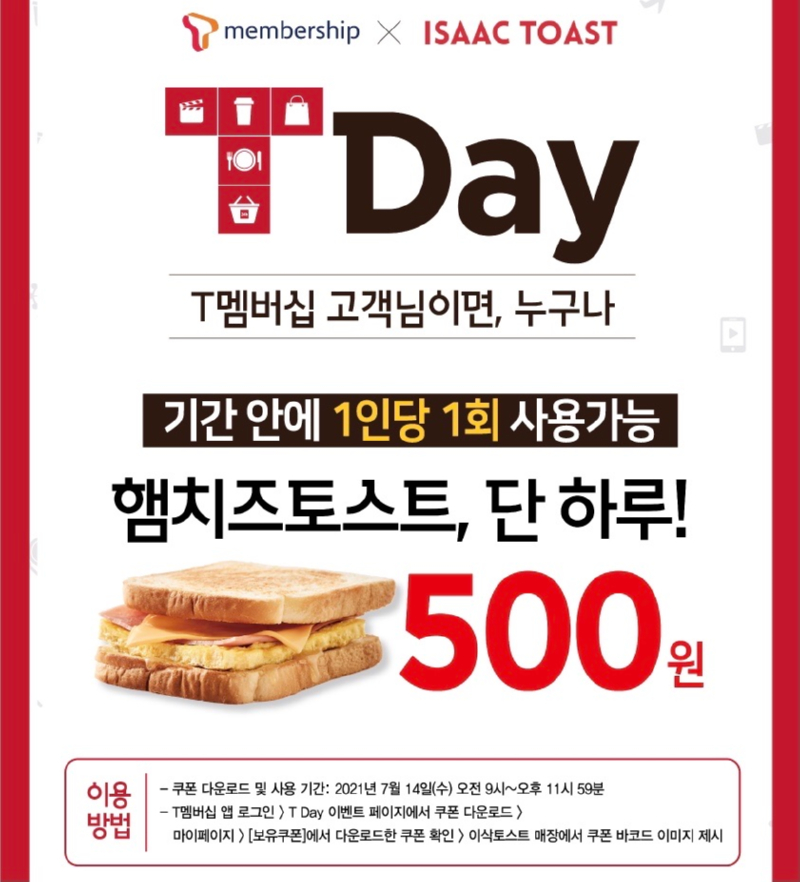 T membership × ISAAC TOAST
T Day
T멤버십 고객님이면, 누구나
기간 안에 1인당 1회 사용가능
햄치즈토스트, 단 하루!
500원
이용
방법
- 쿠폰 다운로드 및 사용 기간: 2021년 7월 14일(수) 오전 9시~오후 11시 59분
- T멤버십 앱 로그인 > T Day 이벤트 페이지에서 쿠폰 다운로드 >
마이페이지 > [보유쿠폰]에서 다운로드한 쿠폰 확인 > 이삭토스트 매장에서 쿠폰 바코드 이미지 제시